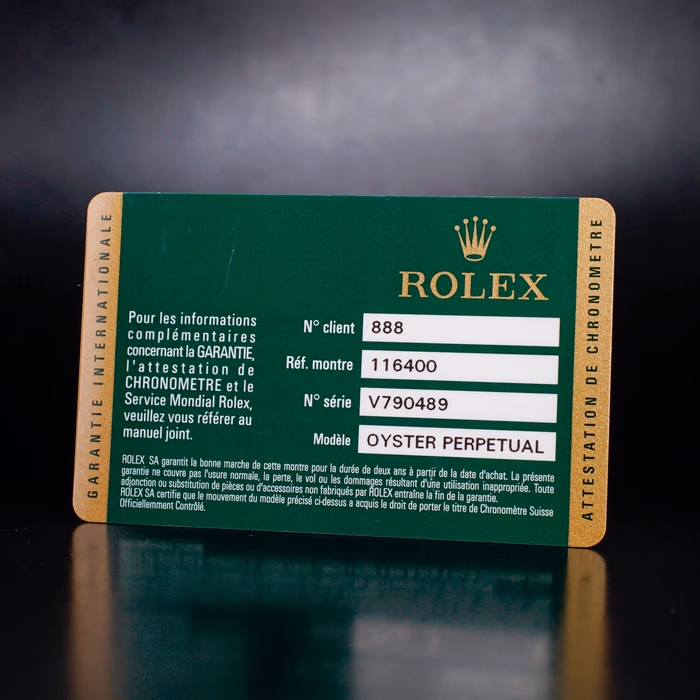 GARANTIE INTERNATIONALE
ROLEX
Pour les informations
complémentaires
concernant la GARANTIE,
l'attestation de
CHRONOMETRE et le
Service Mondial Rolex,
veuillez vous référer au
manuel joint.
N° client 888
Réf. montre 116400
N° série V790489
Modèle OYSTER PERPETUAL
ROLEX SA garantit la bonne marche de cette montre pour la durée de deux ans à partir de la date d'achat. La présente
garantie ne couvre pas l'usure normale, la perte, le vol ou les dommages résultant d'une utilisation inappropriée. Toute
adjonction ou substitution de pièces ou d'accessoires non fabriqués par ROLEX entraîne la fin de la garantie.
ROLEX SA certifie que le mouvement du modèle précisé ci-dessus a acquis le droit de porter le titre de Chronomètre Suisse
Officiellemment Contrôlé.
ATTESTATION DE CHRONOMETRE